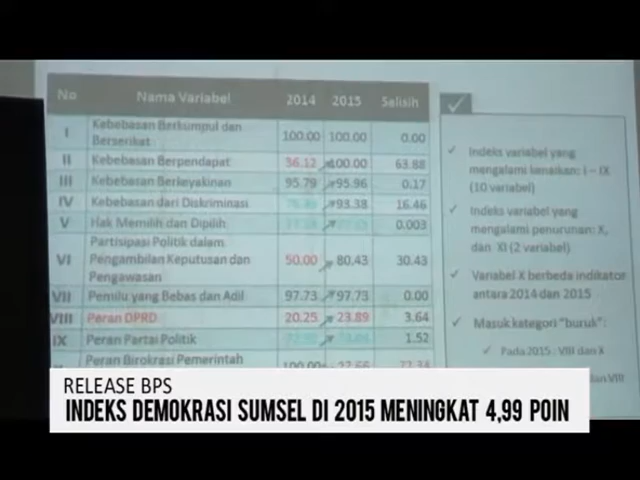 No Nama Variabel 2014 2015 Selisih
I Kebebasan Berkumpul dan Berserikat 100.00 100.00 0.00
II Kebebasan Berpendapat 36.12 100.00 63.88
III Kebebasan Berkeyakinan 95.79 95.96 0.17
IV Kebebasan dari Diskriminasi 93.38 16.46
V Hak Memilih dan Dipilih 0.003
VI Partisipasi Politik dalam Pengambilan Keputusan dan Pengawasan 50.00 80.43 30.43
VII Pemilu yang Bebas dan Adil 97.73 97.73 0.00
VIII Peran DPRD 20.25 23.89 3.64
IX Peran Partai Politik 1.52
Peran Birokrasi Pemerintah 100.00
Indeks variabel yang
mengalami kenaikan: I – IX
(10 variabel)
Indeks variabel yang
mengalami penurunan: X,
dan XI (2 variabel)
Variabel X berbeda indikator
antara 2014 dan 2015
Masuk kategori "buruk":
Pada 2015 : VIII dan X
dan VIII
RELEASE BPS
INDEKS DEMOKRASI SUMSEL DI 2015 MENINGKAT 4,99 POIN